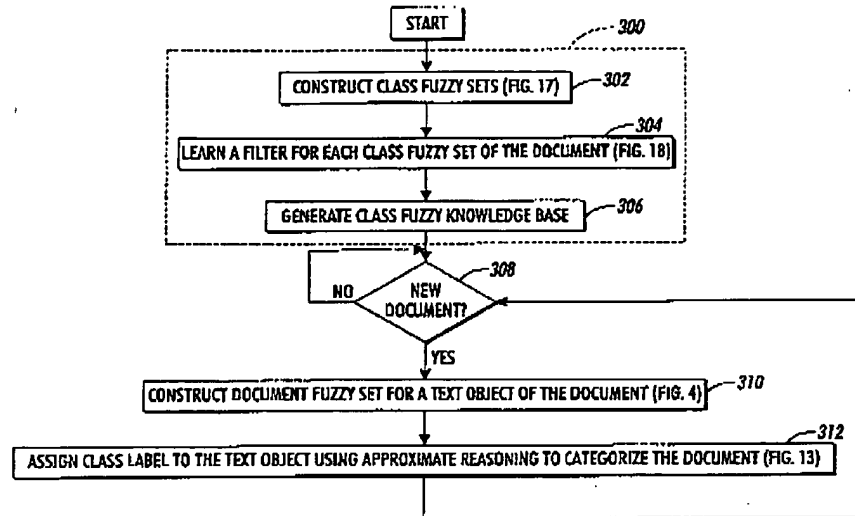 START
300
CONSTRUCT CLASS FUZZY SETS (FIG. 17)
302
304
LEARN A FILTER FOR EACH CLASS FUZZY SET OF THE DOCUMENT (FIG. 18)
GENERATE CLASS FUZZY KNOWLEDGE BASE
306
308
NO
NEW
DOCUMENT?
YES
CONSTRUCT DOCUMENT FUZZY SET FOR A TEXT OBJECT OF THE DOCUMENT (FIG. 4)
310
312
ASSIGN CLASS LABEL TO THE TEXT OBJECT USING APPROXIMATE REASONING TO CATEGORIZE THE DOCUMENT (FIG. 13)